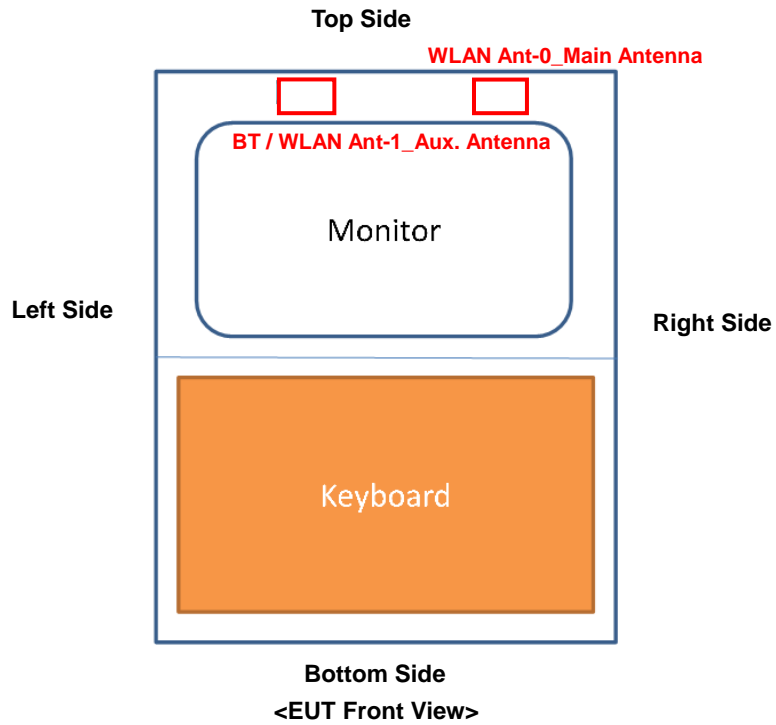 Top Side
WLAN Ant-0_Main Antenna
BT / WLAN Ant-1_Aux. Antenna
Monitor
Left Side
Right Side
Keyboard
Bottom Side
<EUT Front View>